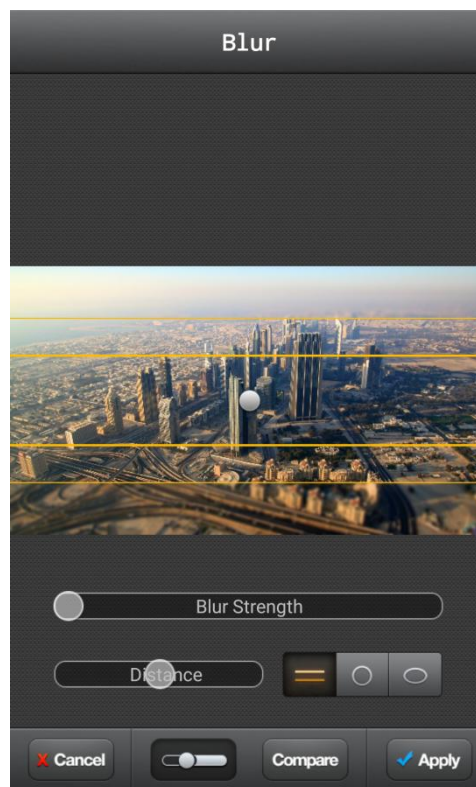 Blur
Blur Strength
Distance
X Cancel
Compare
Apply